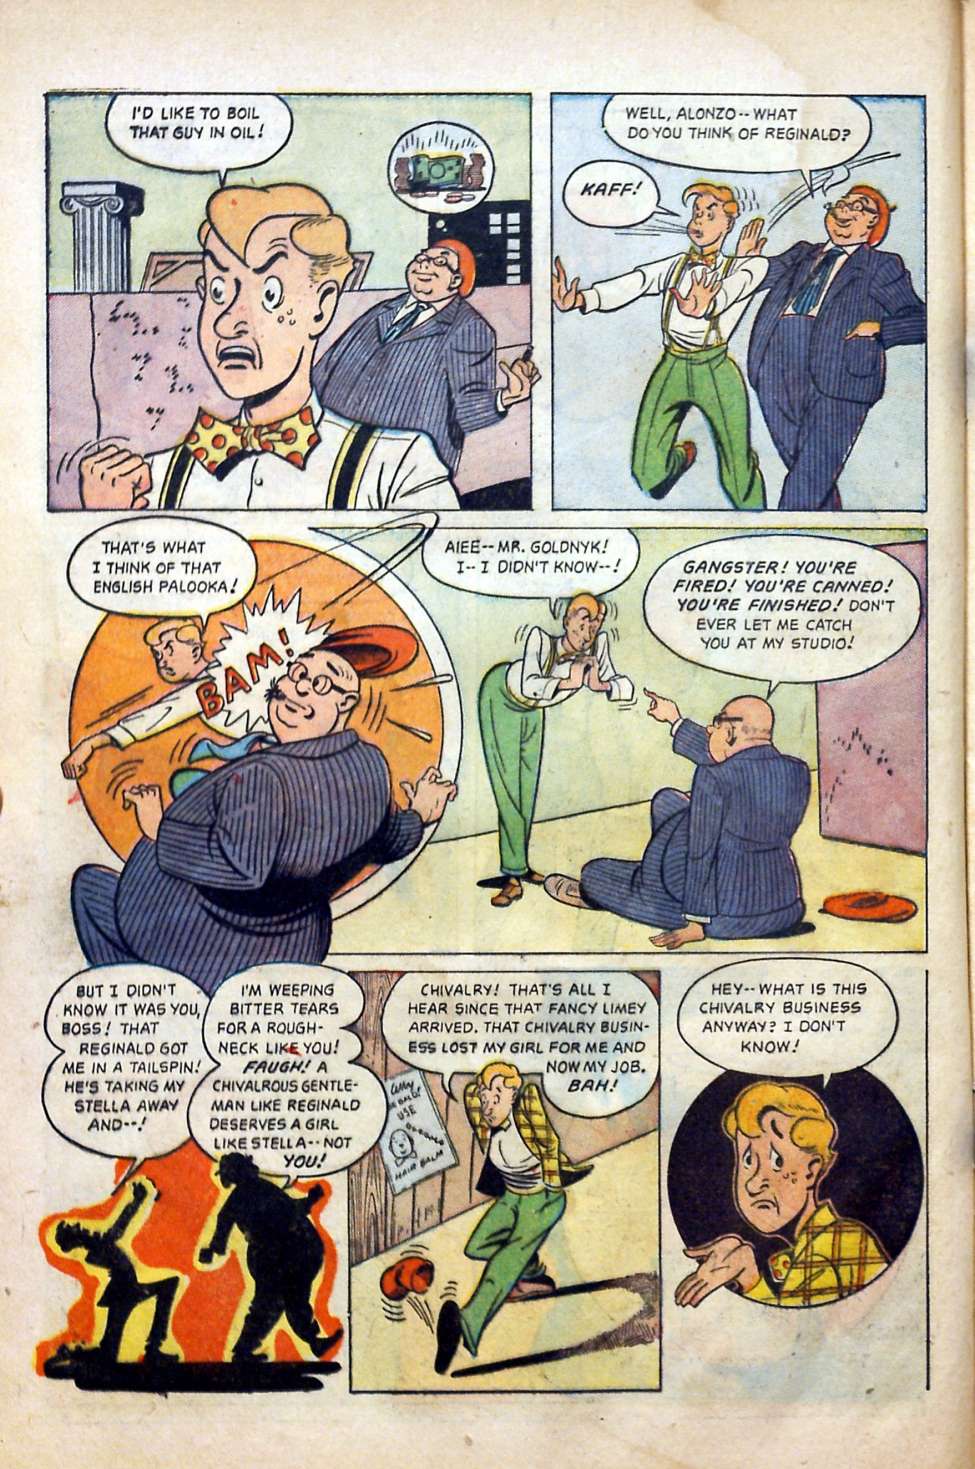 I'D LIKE TO BOIL
THAT GUY IN OIL!
WELL, ALONZO--WHAT
DO YOU THINK OF REGINALD?
KAFF!
THAT'S WHAT
I THINK OF THAT
ENGLISH PALOOKA!
BAM!
AIEE--MR. GOLDNYK!
I--I DIDN'T KNOW--!
GANGSTER! YOU'RE
FIRED! YOU'RE CANNED!
YOU'RE FINISHED! DON'T
EVER LET ME CATCH
YOU AT MY STUDIO!
BUT I DIDN'T
KNOW IT WAS YOU,
BOSS! THAT
REGINALD GOT
ME IN A TAILSPIN!
HE'S TAKING MY
STELLA AWAY
AND--!
I'M WEEPING
BITTER TEARS
FOR A ROUGH-
NECK LIKE YOU!
FAUGH! A
CHIVALROUS GENTLE-
MAN LIKE REGINALD
DESERVES A GIRL
LIKE STELLA--NOT
YOU!
CHIVALRY! THAT'S ALL I
HEAR SINCE THAT FANCY LIMEY
ARRIVED. THAT CHIVALRY BUSIN-
ESS LOST MY GIRL FOR ME AND
NOW MY JOB.
BAH!
USE
HAIR BALM
HEY--WHAT IS THIS
CHIVALRY BUSINESS
ANYWAY? I DON'T
KNOW!